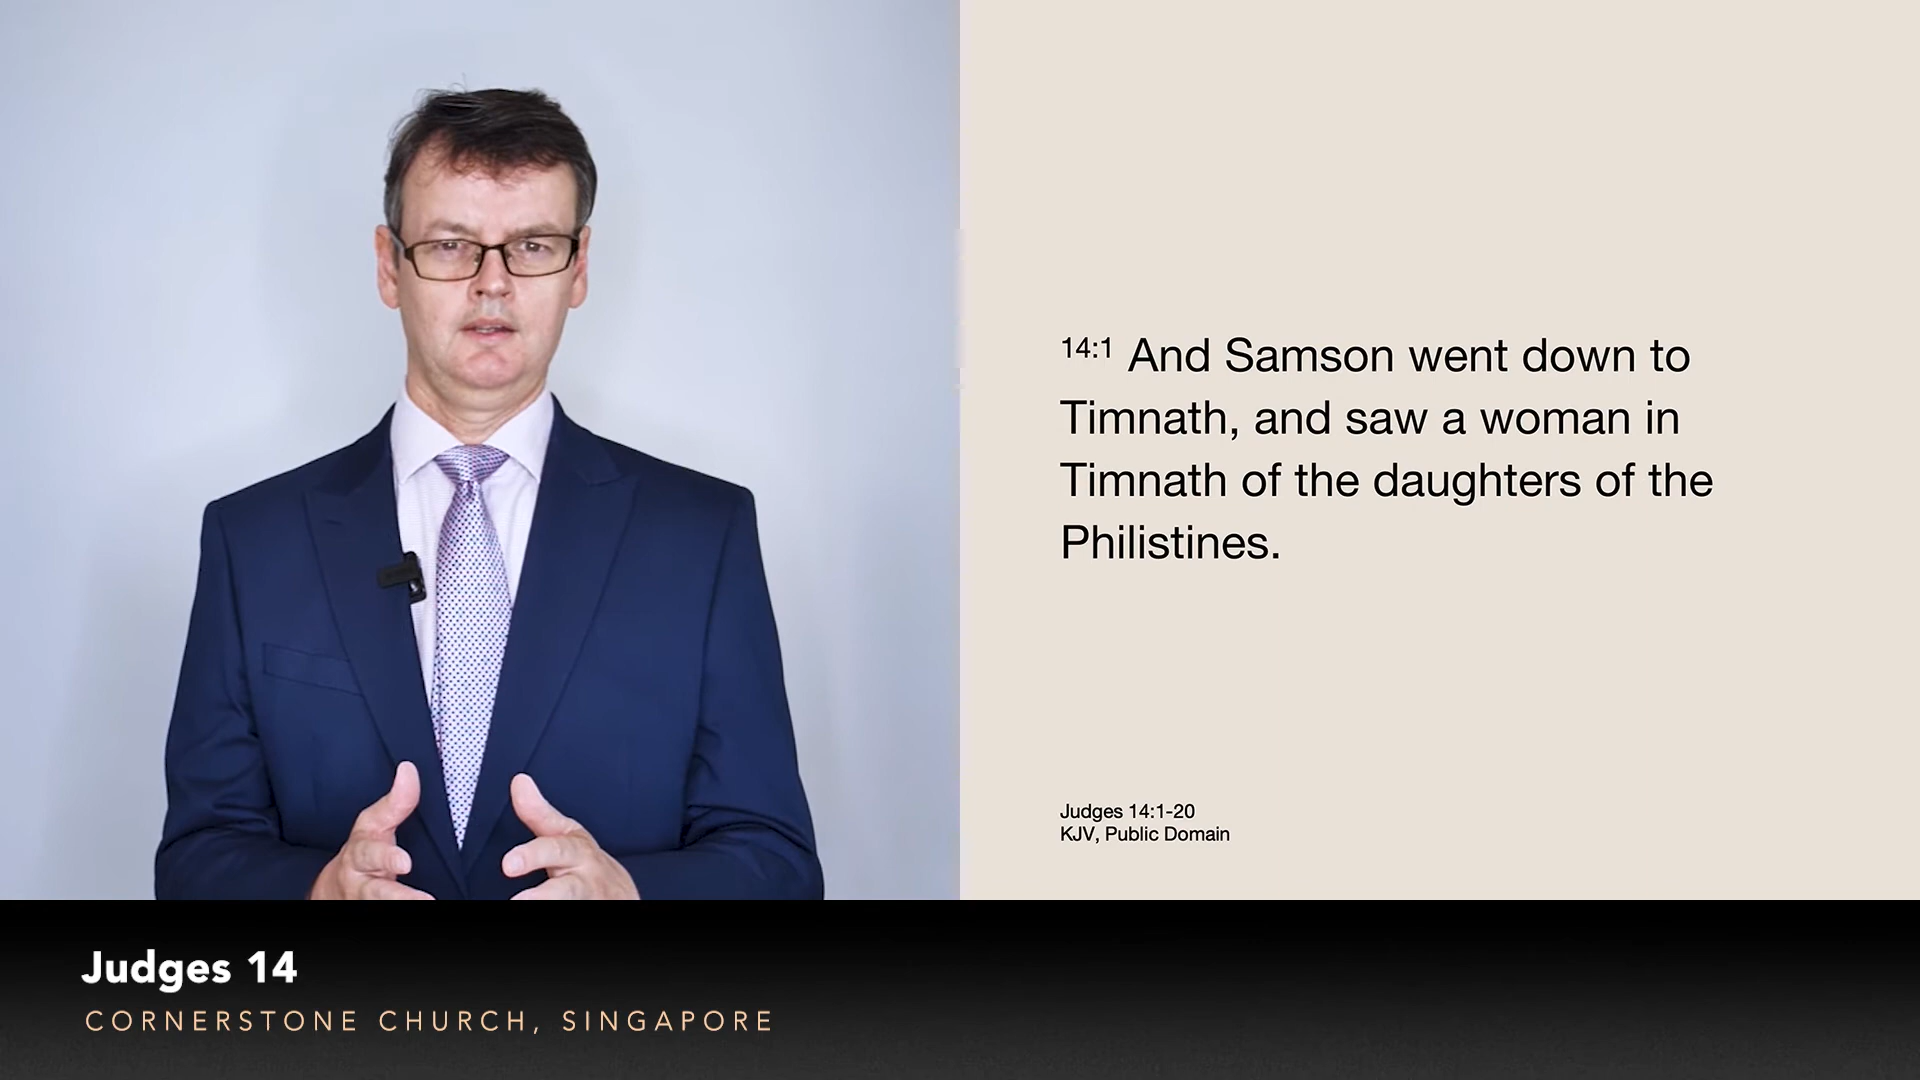 14:1 And Samson went down to
Timnath, and saw a woman in
Timnath of the daughters of the
Philistines.
Judges 14:1-20
KJV, Public Domain
Judges 14
CORNERSTONE CHURCH, SINGAPORE